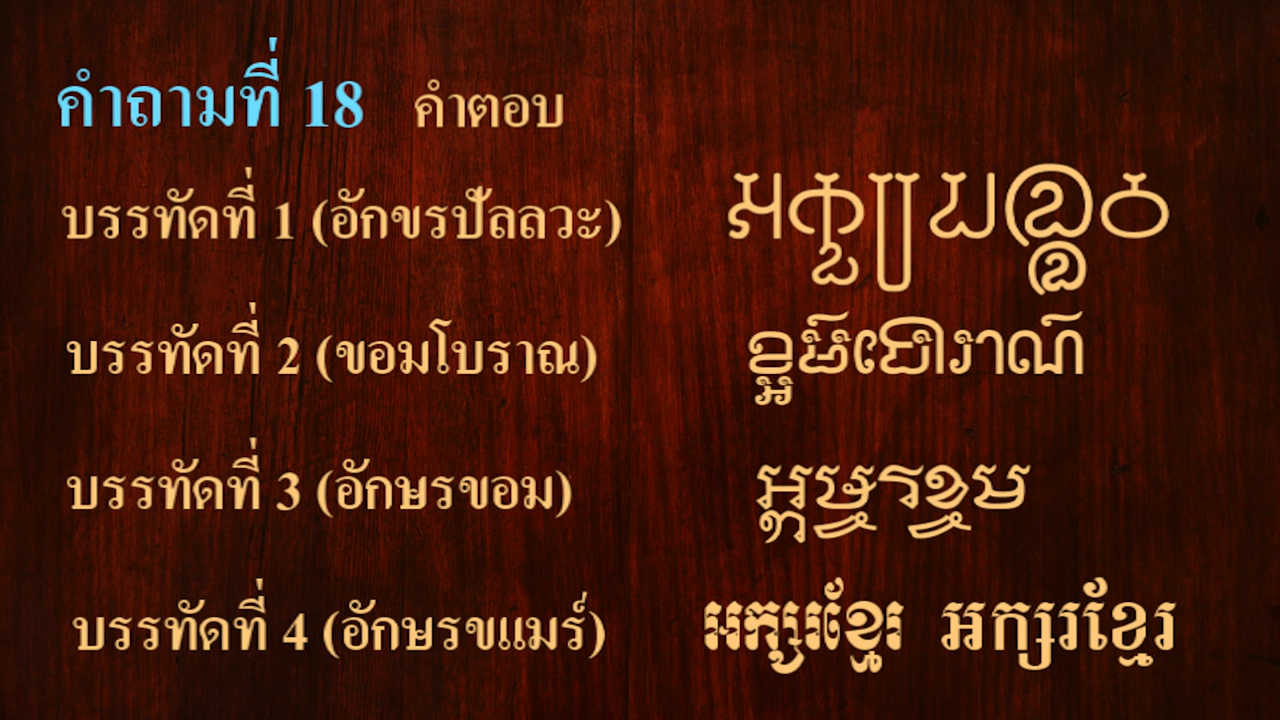 คำถามที่ 18 คำตอบ
บรรทัดที่ 1 (อักขรปัลลวะ)
บรรทัดที่ 2 (ขอมโบราณ)
บรรทัดที่ 3 (อักษรขอม)
บรรทัดที่ 4 (อักษรขแมร์) អក្សរខ្មែរ អក្សរខ្មែរ